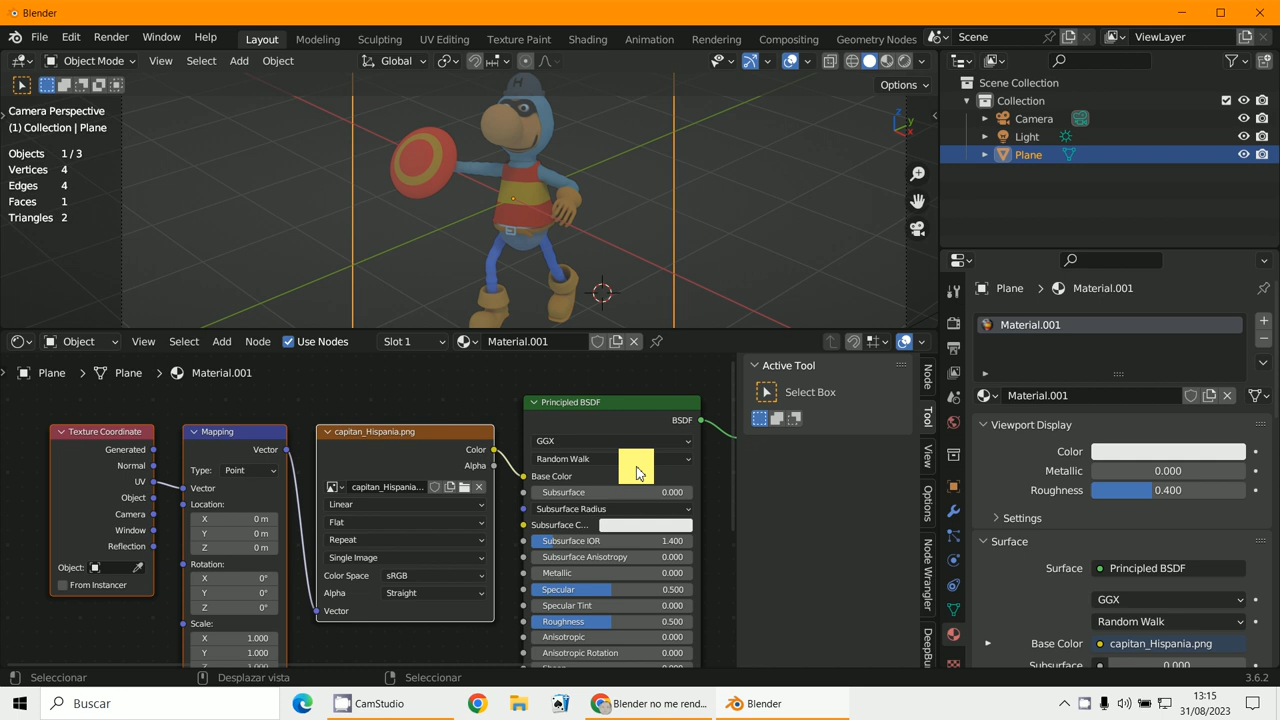 Blender
File Edit Render Window Help
Layout Modeling Sculpting UV Editing Texture Paint Shading Animation Rendering Compositing Geometry Nodes
Scene
ViewLayer
Object Mode View Select Add Object
Global
Options
Camera Perspective
(1) Collection | Plane
Objects 1 / 3
Vertices 4
Edges 4
Faces 1
Triangles 2
H
Z
Y
X
Scene Collection
Collection
Camera
Light
Plane
Object View Select Add Node Use Nodes Slot 1 Material.001
Plane Plane Material.001
Texture Coordinate
Generated
Normal
UV
Object
Camera
Window
Reflection
Object:
From Instancer
Mapping
Vector
Type: Point
Vector
Location:
X 0 m
Y 0 m
Z 0 m
Rotation:
X 0°
Y 0°
Z 0°
Scale:
X 1.000
Y 1.000
capitan_Hispania.png
Color
Alpha
capitan_Hispania...
Linear
Flat
Repeat
Single Image
Color Space sRGB
Alpha Straight
Vector
Principled BSDF
BSDF
GGX
Random Walk
Base Color
Subsurface 0.000
Subsurface Radius
Subsurface C...
Subsurface IOR 1.400
Subsurface Anisotropy 0.000
Metallic 0.000
Specular 0.500
Specular Tint 0.000
Roughness 0.500
Anisotropic 0.000
Anisotropic Rotation 0.000
Active Tool
Select Box
Node
Tool
View
Options
Node Wrangler
DeepBu
Plane Material.001
Material.001
Material.001
Viewport Display
Color
Metallic 0.000
Roughness 0.400
Settings
Surface
Surface Principled BSDF
GGX
Random Walk
Base Color capitan_Hispania.png
Subsurface 0.000
Seleccionar Desplazar vista Seleccionar 3.6.2
Buscar
CamStudio
Blender no me rend...
Blender
13:15
31/08/2023